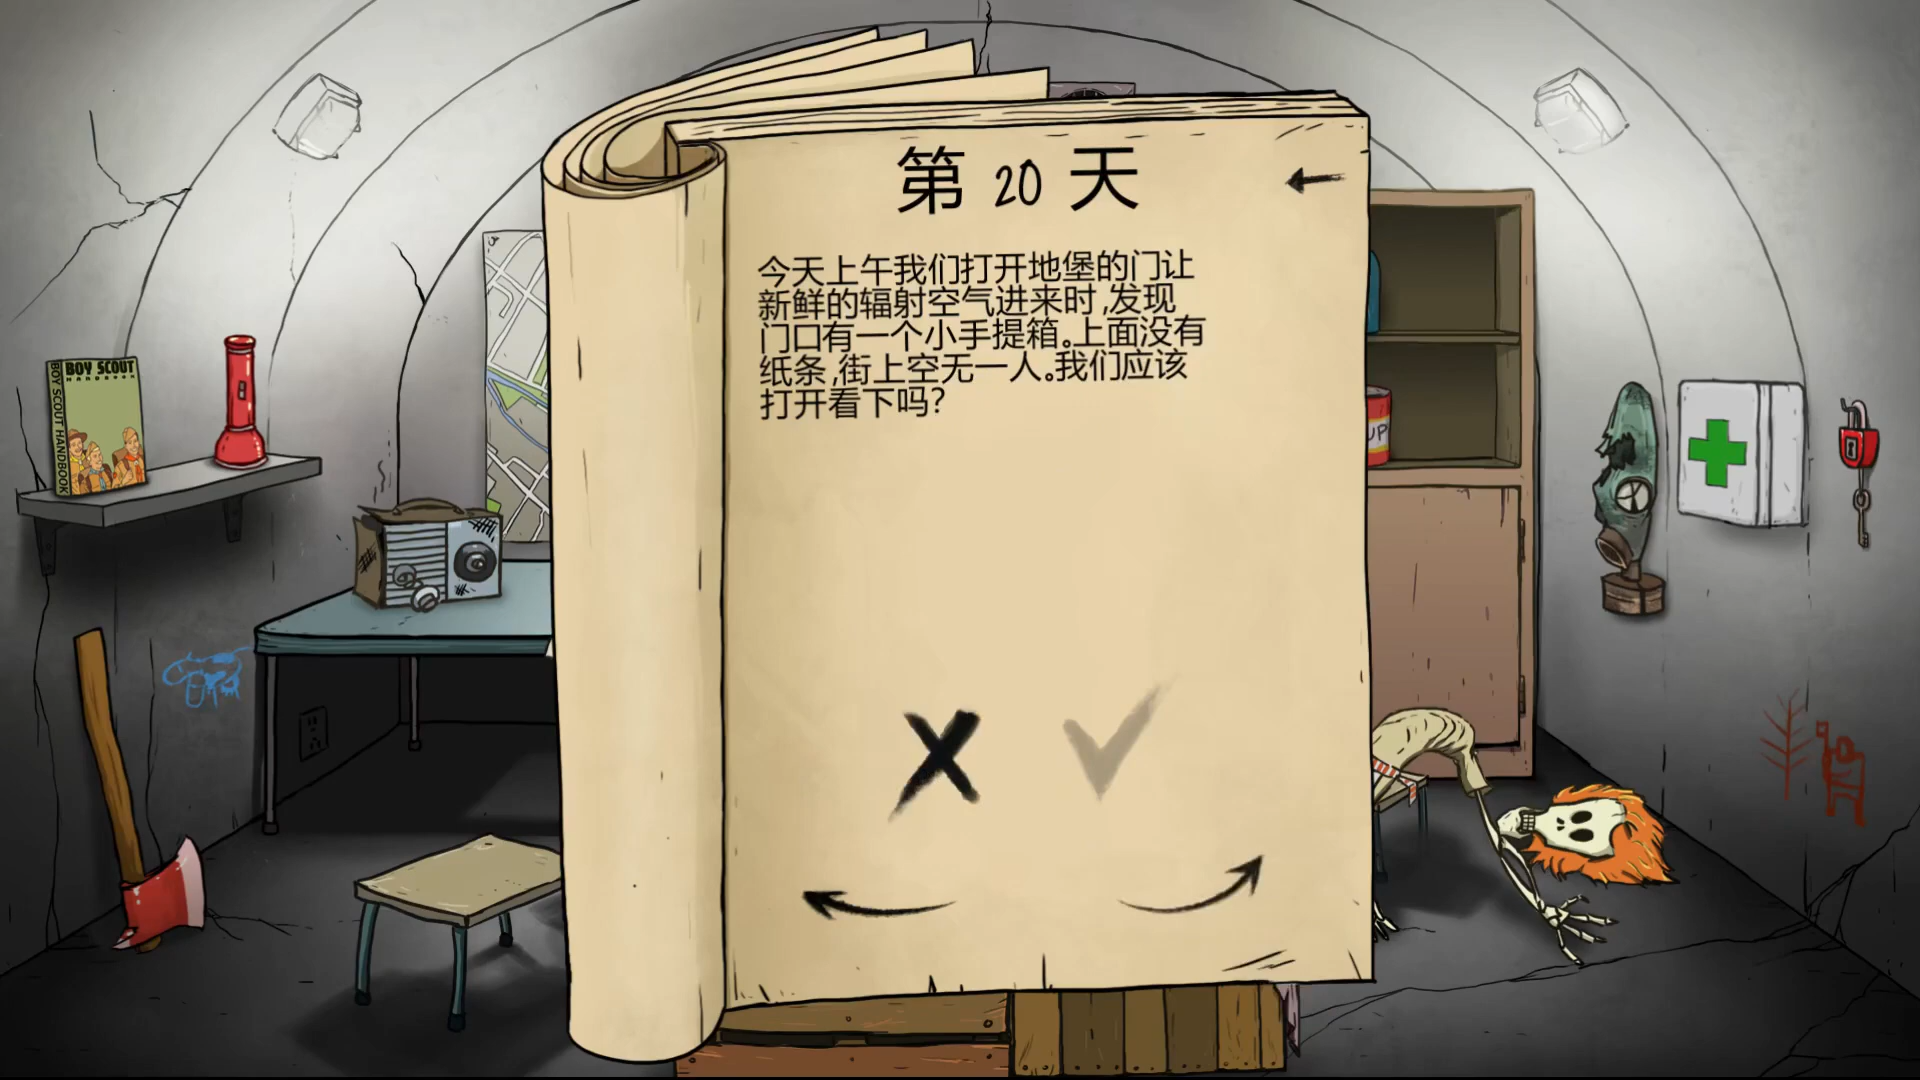 第 20 天
今天上午我们打开地堡的门让
新鲜的辐射空气进来时,发现
门口有一个小手提箱。上面没有
纸条,街上空无一人。我们应该
打开看下吗?
BOY SCOUT
HANDBOOK
BOY SCOUT HANDBOOK
UP